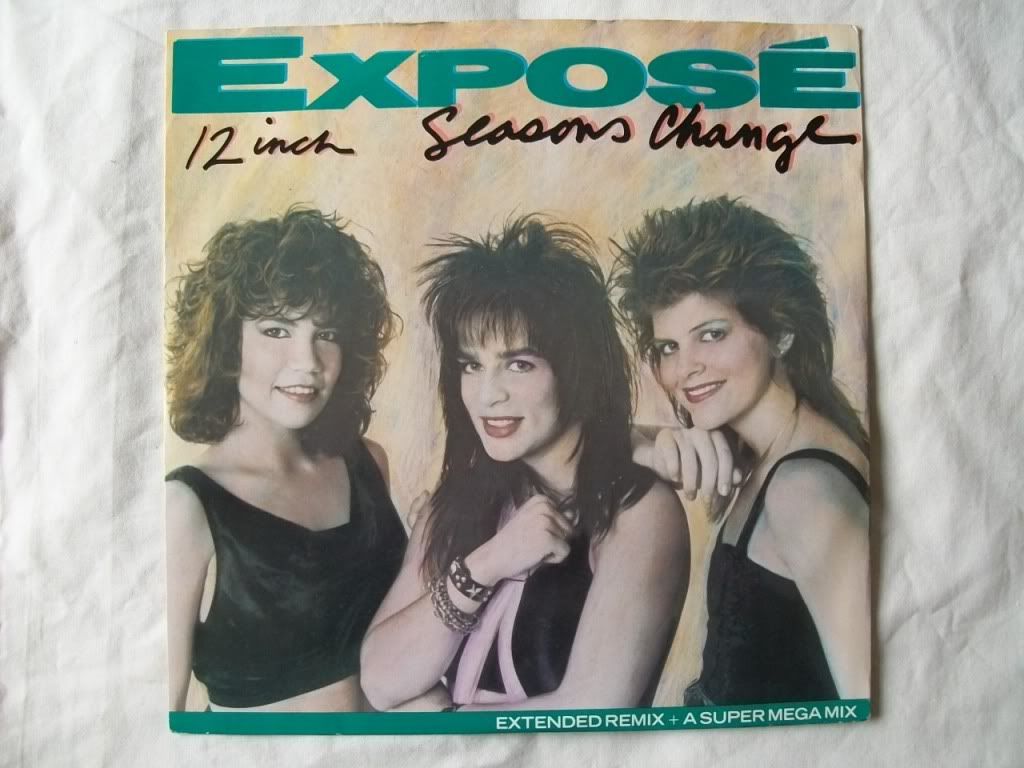 EXPOSÉ
12 inch Seasons Change
EXTENDED REMIX + A SUPER MEGA MIX